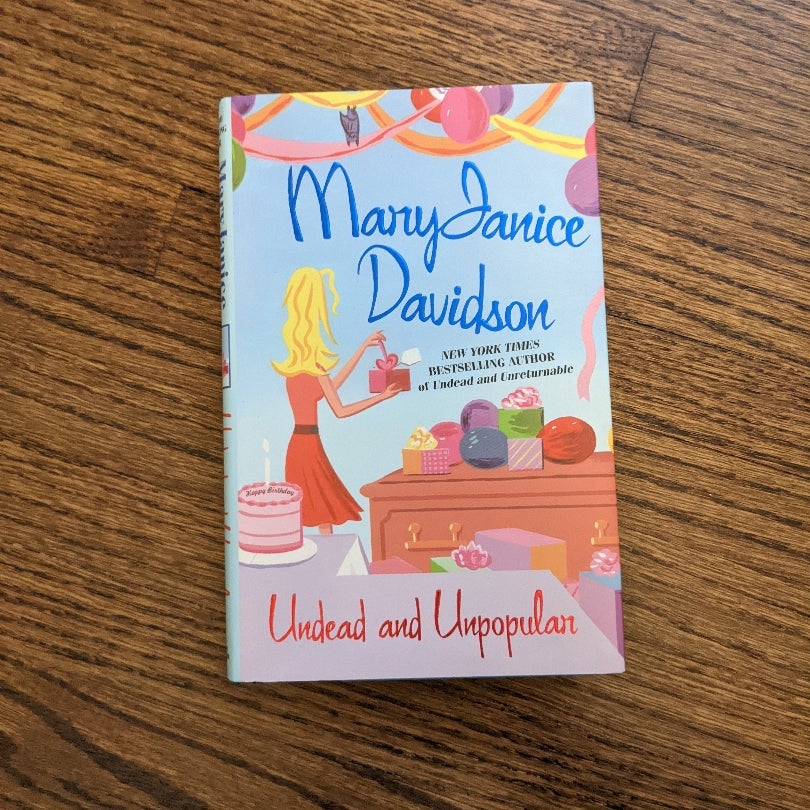 MaryJanice
Davidson
NEW YORK TIMES
BESTSELLING AUTHOR
of Undead and Unreturnable
Happy Birthday
Undead and Unpopular